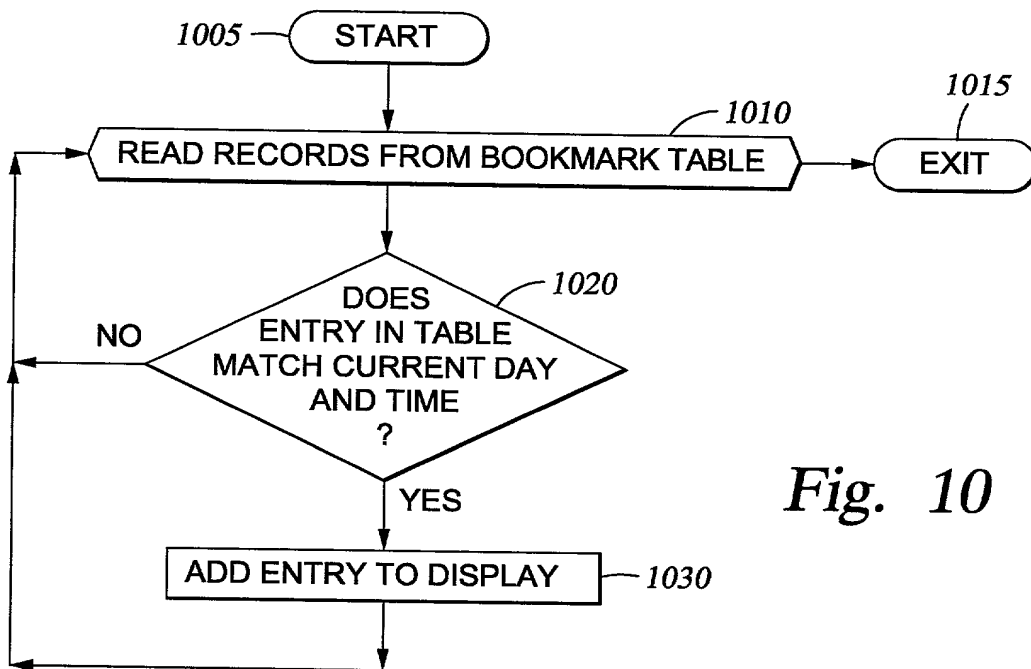 1005
START
1010
1015
READ RECORDS FROM BOOKMARK TABLE
EXIT
1020
DOES
ENTRY IN TABLE
MATCH CURRENT DAY
AND TIME
?
NO
YES
Fig. 10
ADD ENTRY TO DISPLAY
1030